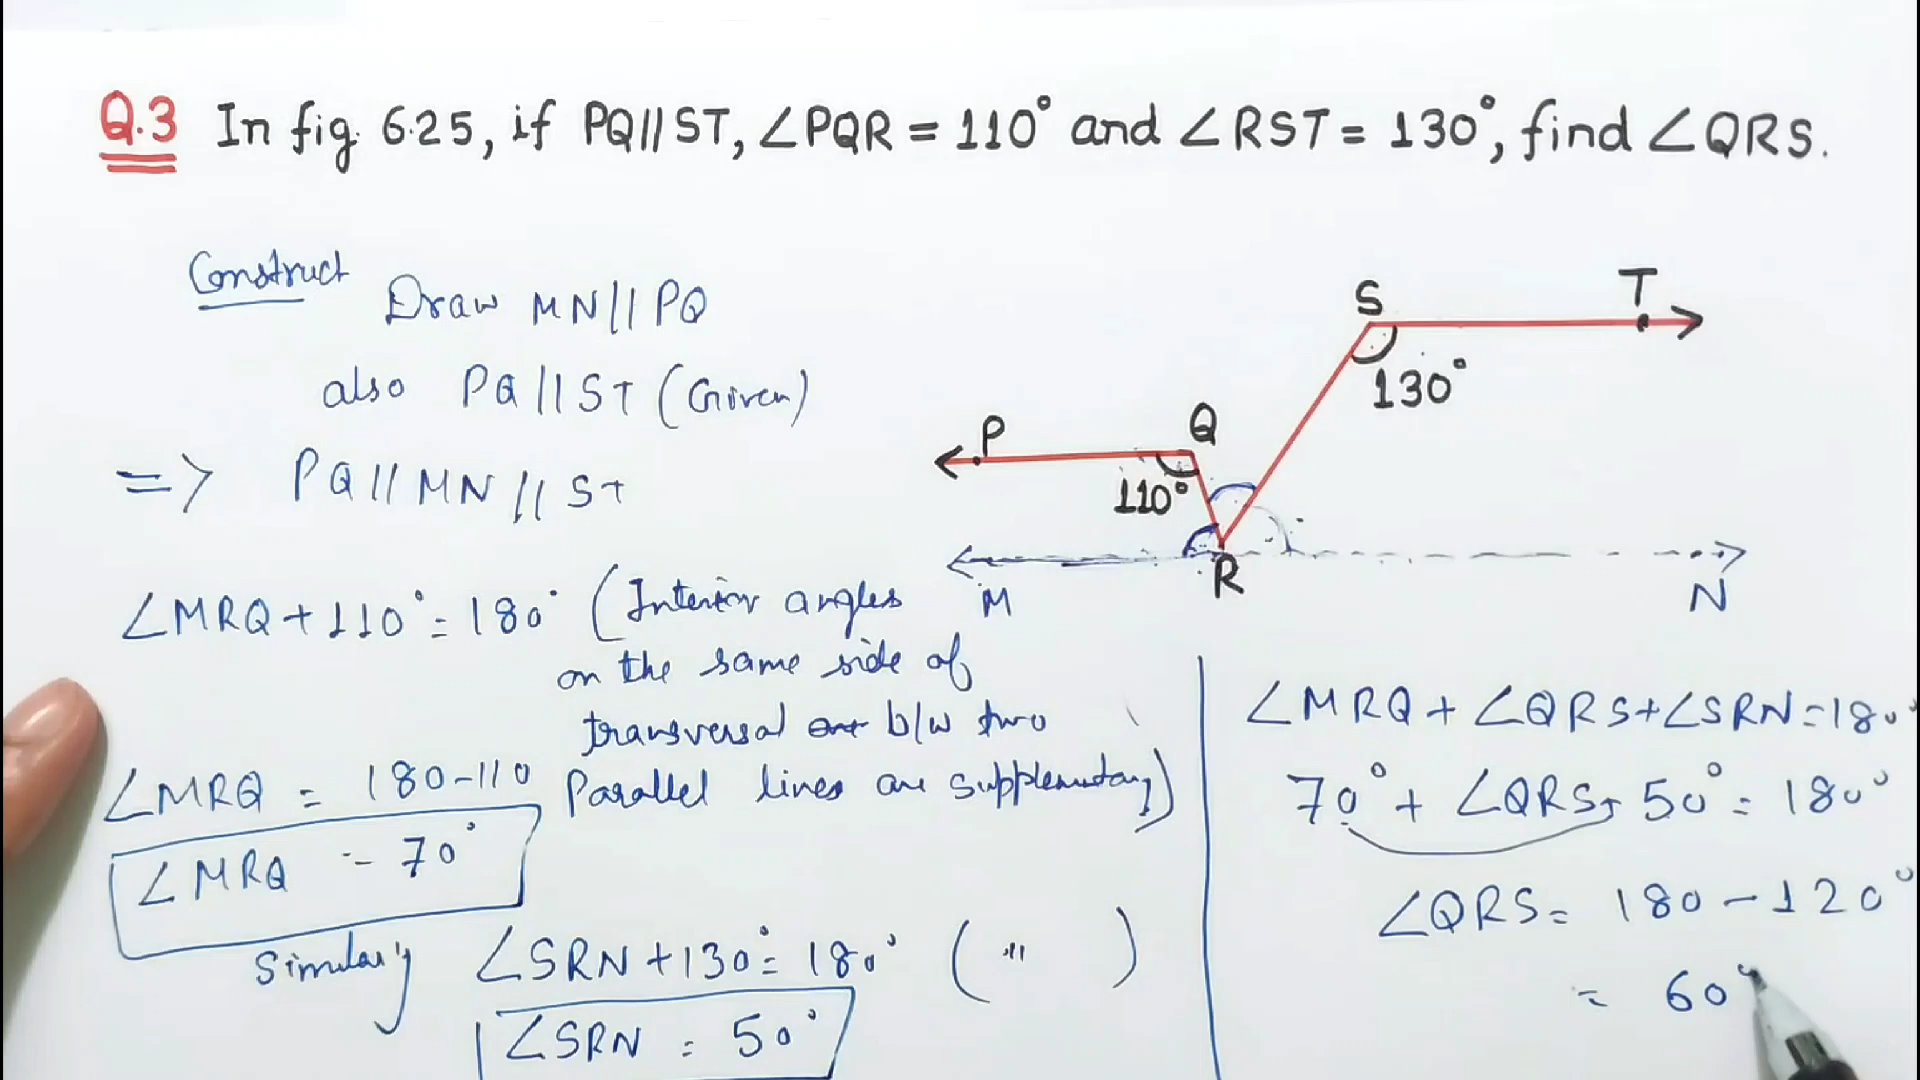 Q.3 In fig. 6.25, if PQ//ST, ∠PQR = 110° and ∠RST = 130°, find ∠QRS.
Construct Draw MN//PQ
also PQ//ST (Given)
=> PQ//MN//ST
∠MRQ + 110° = 180° (Interior angles
on the same side of
transversal b/w two
∠MRQ = 180-110 Parallel lines are supplementary)
∠MRQ = 70°
Similarly ∠SRN + 130° = 180° ( " )
∠SRN = 50°
S
T
130°
P
Q
110°
R
M
N
∠MRQ + ∠QRS + ∠SRN = 180°
70° + ∠QRS + 50° = 180°
∠QRS = 180 - 120°
= 60°